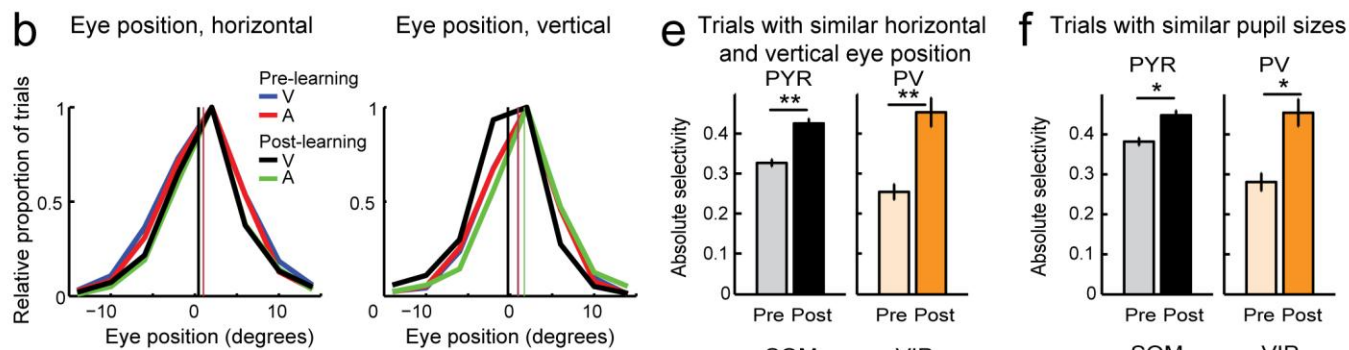 b
Eye position, horizontal
Eye position, vertical
Relative proportion of trials
1
0.5
0
Pre-learning
V
A
Post-learning
V
A
−10
0
10
Eye position (degrees)
1
0.5
0
−10
0
10
Eye position (degrees)
e
Trials with similar horizontal
and vertical eye position
Absolute selectivity
0.4
0.3
0.2
0.1
0
PYR
**
Pre Post
PV
**
Pre Post
f
Trials with similar pupil sizes
Absolute selectivity
0.4
0.3
0.2
0.1
0
PYR
*
Pre Post
PV
*
Pre Post